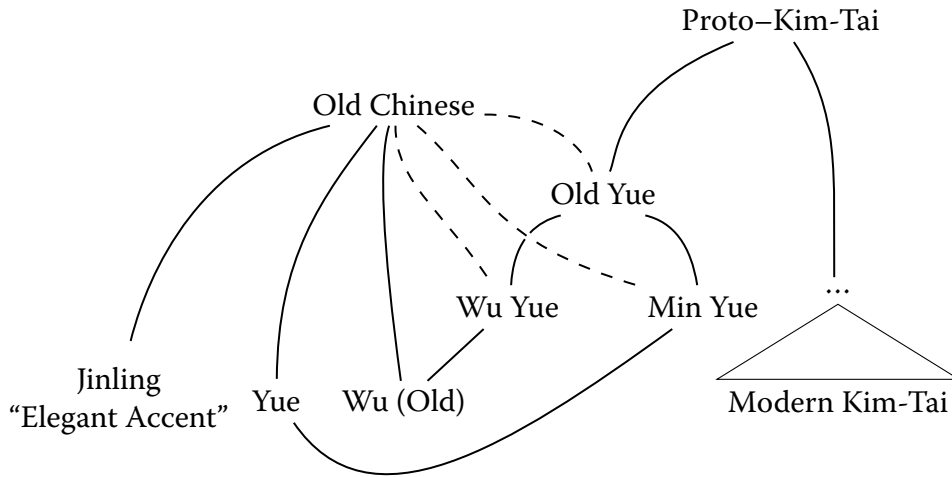 Proto–Kim-Tai
Old Chinese
Old Yue
Wu Yue
Min Yue
...
Jinling
“Elegant Accent”
Yue
Wu (Old)
Modern Kim-Tai